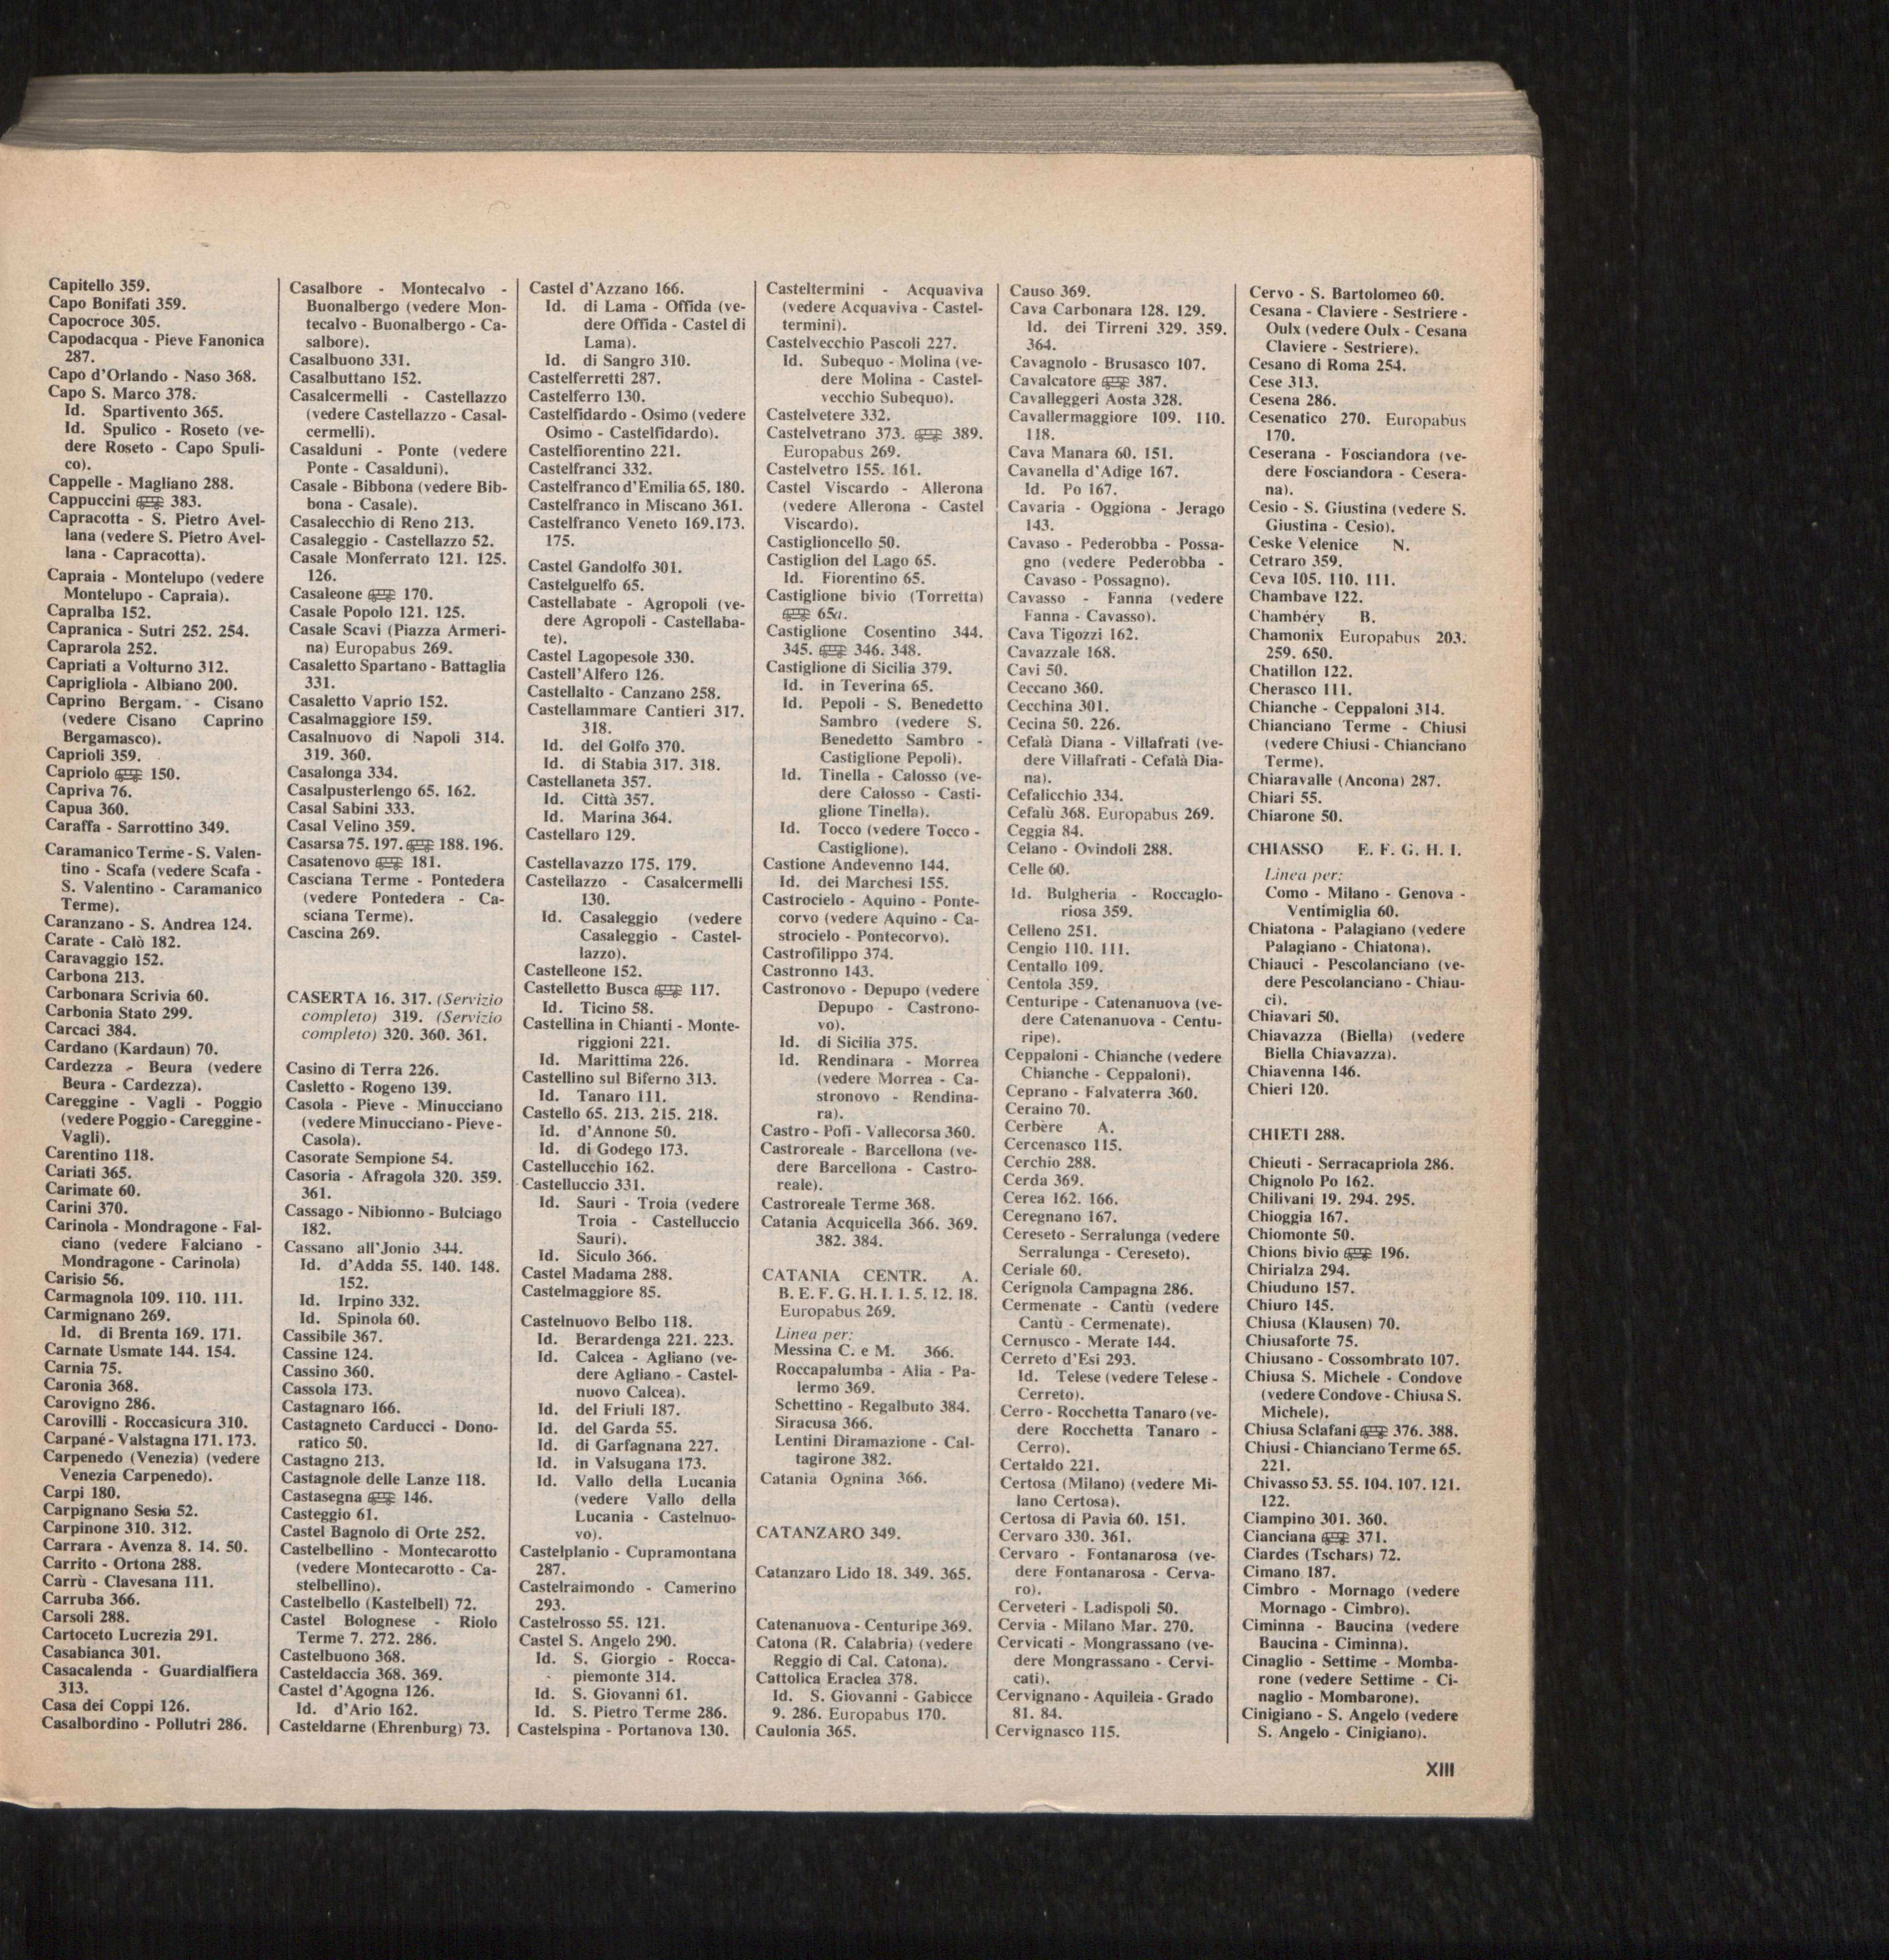 Capitello 359.
Capo Bonifati 359.
Capocroce 305.
Capodacqua - Pieve Fanonica
287.
Capo d'Orlando - Naso 368.
Capo S. Marco 378.
Id. Spartivento 365.
Id. Spulico - Roseto (ve-
dere Roseto - Capo Spuli-
co).
Cappelle - Magliano 288.
Cappuccini 383.
Capracotta - S. Pietro Avel-
lana (vedere S. Pietro Avel-
lana - Capracotta).
Capraia - Montelupo (vedere
Montelupo - Capraia).
Capralba 152.
Capranica - Sutri 252. 254.
Caprarola 252.
Capriati a Volturno 312.
Caprigliola - Albiano 200.
Caprino Bergam. - Cisano
(vedere Cisano Caprino
Bergamasco).
Caprioli 359.
Capriolo 150.
Capriva 76.
Capua 360.
Caraffa - Sarrottino 349.
Caramanico Terme - S. Valen-
tino - Scafa (vedere Scafa -
S. Valentino - Caramanico
Terme).
Caranzano - S. Andrea 124.
Carate - Calò 182.
Caravaggio 152.
Carbona 213.
Carbonara Scrivia 60.
Carbonia Stato 299.
Carcaci 384.
Cardano (Kardaun) 70.
Cardezza - Beura (vedere
Beura - Cardezza).
Careggine - Vagli - Poggio
(vedere Poggio - Careggine -
Vagli).
Carentino 118.
Cariati 365.
Carimate 60.
Carini 370.
Carinola - Mondragone - Fal-
ciano (vedere Falciano -
Mondragone - Carinola)
Carisio 56.
Carmagnola 109. 110. 111.
Carmignano 269.
Id. di Brenta 169. 171.
Carnate Usmate 144. 154.
Carnia 75.
Caronia 368.
Carovigno 286.
Carovilli - Roccasicura 310.
Carpané - Valstagna 171. 173.
Carpenedo (Venezia) (vedere
Venezia Carpenedo).
Carpi 180.
Carpignano Sesia 52.
Carpinone 310. 312.
Carrara - Avenza 8. 14. 50.
Carrito - Ortona 288.
Carrù - Clavesana 111.
Carruba 366.
Carsoli 288.
Cartoceto Lucrezia 291.
Casabianca 301.
Casacalenda - Guardialfiera
313.
Casa dei Coppi 126.
Casalbordino - Pollutri 286.
Casalbore - Montecalvo -
Buonalbergo (vedere Mon-
tecalvo - Buonalbergo - Ca-
salbore).
Casalbuono 331.
Casalbuttano 152.
Casalcermelli - Castellazzo
(vedere Castellazzo - Casal-
cermelli).
Casalduni - Ponte (vedere
Ponte - Casalduni).
Casale - Bibbona (vedere Bib-
bona - Casale).
Casalecchio di Reno 213.
Casaleggio - Castellazzo 52.
Casale Monferrato 121. 125.
126.
Casaleone 170.
Casale Popolo 121. 125.
Casale Scavi (Piazza Armeri-
na) Europabus 269.
Casaletto Spartano - Battaglia
331.
Casaletto Vaprio 152.
Casalmaggiore 159.
Casalnuovo di Napoli 314.
319. 360.
Casalonga 334.
Casalpusterlengo 65. 162.
Casal Sabini 333.
Casal Velino 359.
Casarsa 75. 197. 188. 196.
Casatenovo 181.
Casciana Terme - Pontedera
(vedere Pontedera - Ca-
sciana Terme).
Cascina 269.
CASERTA 16. 317. (Servizio
completo) 319. (Servizio
completo) 320. 360. 361.
Casino di Terra 226.
Casletto - Rogeno 139.
Casola - Pieve - Minucciano
(vedere Minucciano - Pieve -
Casola).
Casorate Sempione 54.
Casoria - Afragola 320. 359.
361.
Cassago - Nibionno - Bulciago
182.
Cassano all'Jonio 344.
Id. d'Adda 55. 140. 148.
152.
Id. Irpino 332.
Id. Spinola 60.
Cassibile 367.
Cassine 124.
Cassino 360.
Cassola 173.
Castagnaro 166.
Castagneto Carducci - Dono-
ratico 50.
Castagno 213.
Castagnole delle Lanze 118.
Castasegna 146.
Casteggio 61.
Castel Bagnolo di Orte 252.
Castelbellino - Montecarotto
(vedere Montecarotto - Ca-
stelbellino).
Castelbello (Kastelbell) 72.
Castel Bolognese - Riolo
Terme 7. 272. 286.
Castelbuono 368.
Casteldaccia 368. 369.
Castel d'Agogna 126.
Id. d'Ario 162.
Casteldarne (Ehrenburg) 73.
Castel d'Azzano 166.
Id. di Lama - Offida (ve-
dere Offida - Castel di
Lama).
Id. di Sangro 310.
Castelferretti 287.
Castelferro 130.
Castelfidardo - Osimo (vedere
Osimo - Castelfidardo).
Castelfiorentino 221.
Castelfranci 332.
Castelfranco d'Emilia 65. 180.
Castelfranco in Miscano 361.
Castelfranco Veneto 169.173.
175.
Castel Gandolfo 301.
Castelguelfo 65.
Castellabate - Agropoli (ve-
dere Agropoli - Castellaba-
te).
Castel Lagopesole 330.
Castell'Alfero 126.
Castellalto - Canzano 258.
Castellammare Cantieri 317.
318.
Id. del Golfo 370.
Id. di Stabia 317. 318.
Castellaneta 357.
Id. Città 357.
Id. Marina 364.
Castellaro 129.
Castellavazzo 175. 179.
Castellazzo - Casalcermelli
130.
Id. Casaleggio (vedere
Casaleggio - Castel-
lazzo).
Castelleone 152.
Castelletto Busca 117.
Id. Ticino 58.
Castellina in Chianti - Monte-
riggioni 221.
Id. Marittima 226.
Castellino sul Biferno 313.
Id. Tanaro 111.
Castello 65. 213. 215. 218.
Id. d'Annone 50.
Id. di Godego 173.
Castellucchio 162.
Castelluccio 331.
Id. Sauri - Troia (vedere
Troia - Castelluccio
Sauri).
Id. Siculo 366.
Castel Madama 288.
Castelmaggiore 85.
Castelnuovo Belbo 118.
Id. Berardenga 221. 223.
Id. Calcea - Agliano (ve-
dere Agliano - Castel-
nuovo Calcea).
Id. del Friuli 187.
Id. del Garda 55.
Id. di Garfagnana 227.
Id. in Valsugana 173.
Id. Vallo della Lucania
(vedere Vallo della
Lucania - Castelnuo-
vo).
Castelplanio - Cupramontana
287.
Castelraimondo - Camerino
293.
Castelrosso 55. 121.
Castel S. Angelo 290.
Id. S. Giorgio - Rocca-
piemonte 314.
Id. S. Giovanni 61.
Id. S. Pietro Terme 286.
Castelspina - Portanova 130.
Casteltermini - Acquaviva
(vedere Acquaviva - Castel-
termini).
Castelvecchio Pascoli 227.
Id. Subequo - Molina (ve-
dere Molina - Castel-
vecchio Subequo).
Castelvetere 332.
Castelvetrano 373. 389.
Europabus 269.
Castelvetro 155. 161.
Castel Viscardo - Allerona
(vedere Allerona - Castel
Viscardo).
Castiglioncello 50.
Castiglion del Lago 65.
Id. Fiorentino 65.
Castiglione bivio (Torretta)
65a.
Castiglione Cosentino 344.
345. 346. 348.
Castiglione di Sicilia 379.
Id. in Teverina 65.
Id. Pepoli - S. Benedetto
Sambro (vedere S.
Benedetto Sambro -
Castiglione Pepoli).
Id. Tinella - Calosso (ve-
dere Calosso - Casti-
glione Tinella).
Id. Tocco (vedere Tocco -
Castiglione).
Castione Andevenno 144.
Id. dei Marchesi 155.
Castrocielo - Aquino - Ponte-
corvo (vedere Aquino - Ca-
strocielo - Pontecorvo).
Castrofilippo 374.
Castronno 143.
Castronovo - Depupo (vedere
Depupo - Castrono-
vo).
Id. di Sicilia 375.
Id. Rendinara - Morrea
(vedere Morrea - Ca-
stronovo - Rendina-
ra).
Castro - Pofi - Vallecorsa 360.
Castroreale - Barcellona (ve-
dere Barcellona - Castro-
reale).
Castroreale Terme 368.
Catania Acquicella 366. 369.
382. 384.
CATANIA CENTR. A.
B. E. F. G. H. I. 1. 5. 12. 18.
Europabus 269.
Linea per:
Messina C. e M. 366.
Roccapalumba - Alia - Pa-
lermo 369.
Schettino - Regalbuto 384.
Siracusa 366.
Lentini Diramazione - Cal-
tagirone 382.
Catania Ognina 366.
CATANZARO 349.
Catanzaro Lido 18. 349. 365.
Catenanuova - Centuripe 369.
Catona (R. Calabria) (vedere
Reggio di Cal. Catona).
Cattolica Eraclea 378.
Id. S. Giovanni - Gabicce
9. 286. Europabus 170.
Caulonia 365.
Causo 369.
Cava Carbonara 128. 129.
Id. dei Tirreni 329. 359.
364.
Cavagnolo - Brusasco 107.
Cavalcatore 387.
Cavalleggeri Aosta 328.
Cavallermaggiore 109. 110.
118.
Cava Manara 60. 151.
Cavanella d'Adige 167.
Id. Po 167.
Cavaria - Oggiona - Jerago
143.
Cavaso - Pederobba - Possa-
gno (vedere Pederobba -
Cavaso - Possagno).
Cavasso - Fanna (vedere
Fanna - Cavasso).
Cava Tigozzi 162.
Cavazzale 168.
Cavi 50.
Ceccano 360.
Cecchina 301.
Cecina 50. 226.
Cefalà Diana - Villafrati (ve-
dere Villafrati - Cefalà Dia-
na).
Cefalicchio 334.
Cefalù 368. Europabus 269.
Ceggia 84.
Celano - Ovindoli 288.
Celle 60.
Id. Bulgheria - Roccaglo-
riosa 359.
Celleno 251.
Cengio 110. 111.
Centallo 109.
Centola 359.
Centuripe - Catenanuova (ve-
dere Catenanuova - Centu-
ripe).
Ceppaloni - Chianche (vedere
Chianche - Ceppaloni).
Ceprano - Falvaterra 360.
Ceraino 70.
Cerbère A.
Cercenasco 115.
Cerchio 288.
Cerda 369.
Cerea 162. 166.
Ceregnano 167.
Cereseto - Serralunga (vedere
Serralunga - Cereseto).
Ceriale 60.
Cerignola Campagna 286.
Cermenate - Cantù (vedere
Cantù - Cermenate).
Cernusco - Merate 144.
Cerreto d'Esi 293.
Id. Telese (vedere Telese -
Cerreto).
Cerro - Rocchetta Tanaro (ve-
dere Rocchetta Tanaro -
Cerro).
Certaldo 221.
Certosa (Milano) (vedere Mi-
lano Certosa).
Certosa di Pavia 60. 151.
Cervaro 330. 361.
Cervaro - Fontanarosa (ve-
dere Fontanarosa - Cerva-
ro).
Cerveteri - Ladispoli 50.
Cervia - Milano Mar. 270.
Cervicati - Mongrassano (ve-
dere Mongrassano - Cervi-
cati).
Cervignano - Aquileia - Grado
81. 84.
Cervignasco 115.
Cervo - S. Bartolomeo 60.
Cesana - Claviere - Sestriere -
Oulx (vedere Oulx - Cesana
Claviere - Sestriere).
Cesano di Roma 254.
Cese 313.
Cesena 286.
Cesenatico 270. Europabus
170.
Ceserana - Fosciandora (ve-
dere Fosciandora - Cesera-
na).
Cesio - S. Giustina (vedere S.
Giustina - Cesio).
Ceske Velenice N.
Cetraro 359.
Ceva 105. 110. 111.
Chambave 122.
Chambéry B.
Chamonix Europabus 203.
259. 650.
Chatillon 122.
Cherasco 111.
Chianche - Ceppaloni 314.
Chianciano Terme - Chiusi
(vedere Chiusi - Chianciano
Terme).
Chiaravalle (Ancona) 287.
Chiari 55.
Chiarone 50.
CHIASSO E. F. G. H. I.
Linea per:
Como - Milano - Genova -
Ventimiglia 60.
Chiatona - Palagiano (vedere
Palagiano - Chiatona).
Chiauci - Pescolanciano (ve-
dere Pescolanciano - Chiau-
ci).
Chiavari 50.
Chiavazza (Biella) (vedere
Biella Chiavazza).
Chiavenna 146.
Chieri 120.
CHIETI 288.
Chieuti - Serracapriola 286.
Chignolo Po 162.
Chilivani 19. 294. 295.
Chioggia 167.
Chiomonte 50.
Chions bivio 196.
Chirialza 294.
Chiuduno 157.
Chiuro 145.
Chiusa (Klausen) 70.
Chiusaforte 75.
Chiusano - Cossombrato 107.
Chiusa S. Michele - Condove
(vedere Condove - Chiusa S.
Michele).
Chiusa Sclafani 376. 388.
Chiusi - Chianciano Terme 65.
221.
Chivasso 53. 55. 104. 107. 121.
122.
Ciampino 301. 360.
Cianciana 371.
Ciardes (Tschars) 72.
Cimano 187.
Cimbro - Mornago (vedere
Mornago - Cimbro).
Ciminna - Baucina (vedere
Baucina - Ciminna).
Cinaglio - Settime - Momba-
rone (vedere Settime - Ci-
naglio - Mombarone).
Cinigiano - S. Angelo (vedere
S. Angelo - Cinigiano).
XIII